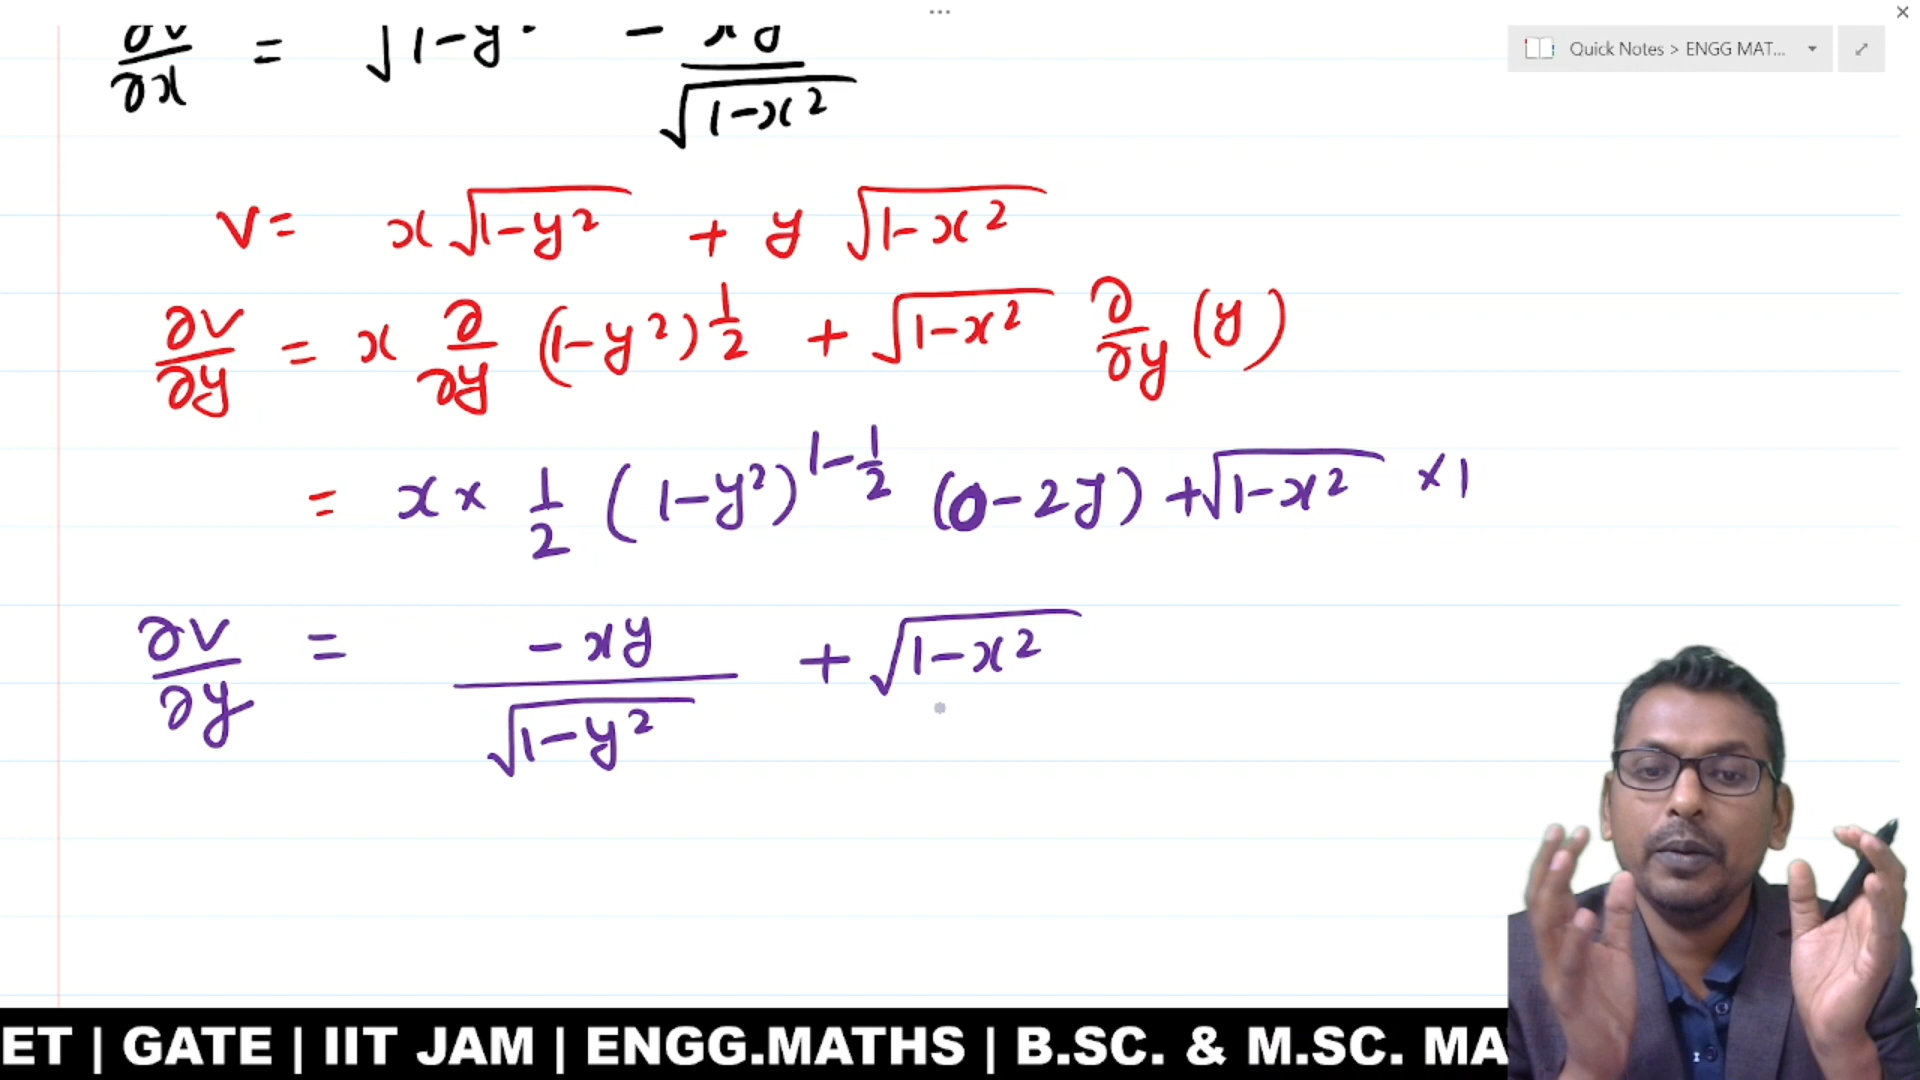 Quick Notes > ENGG MAT...
∂v/∂x = √1-y² - xy/√(1-x²)
V = x√(1-y²) + y√(1-x²)
∂v/∂y = x ∂/∂y (1-y²)^1/2 + √(1-x²) ∂/∂y (y)
= x × 1/2 (1-y²)^1-1/2 (0-2y) + √(1-x²) × 1
∂v/∂y = -xy/√(1-y²) + √(1-x²)
ET | GATE | IIT JAM | ENGG.MATHS | B.SC. & M.SC. MA